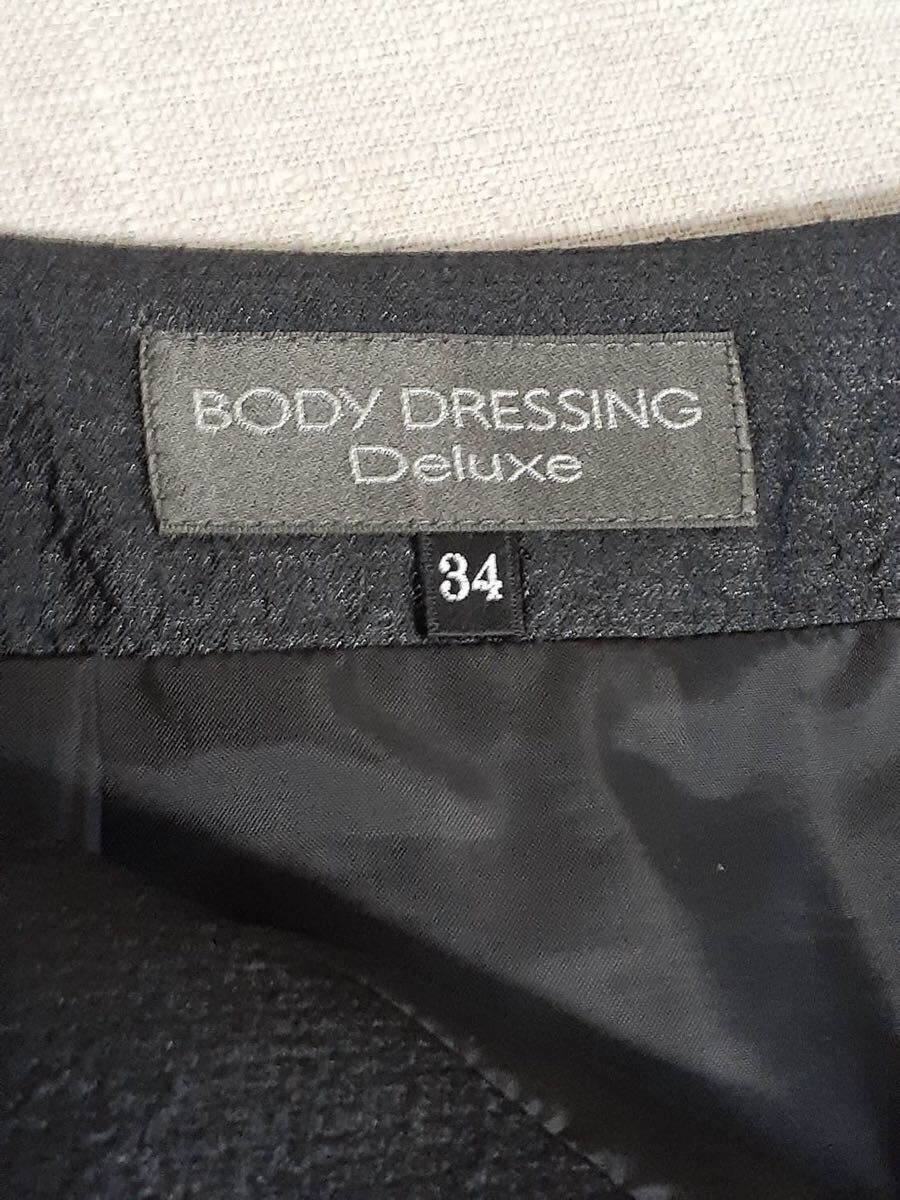 BODY DRESSING
Deluxe
34